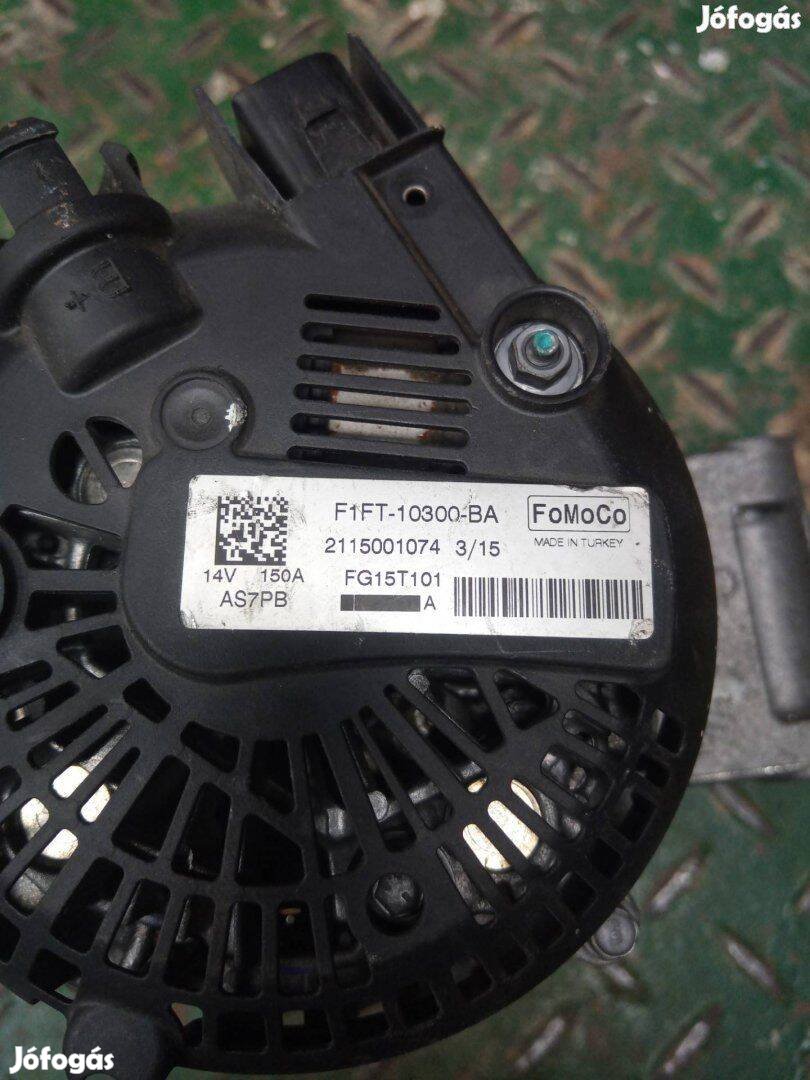 Jófogás
B+
F1FT-10300-BA FoMoCo
2115001074 3/15 MADE IN TURKEY
14V 150A FG15T101
AS7PB A
Jófogás